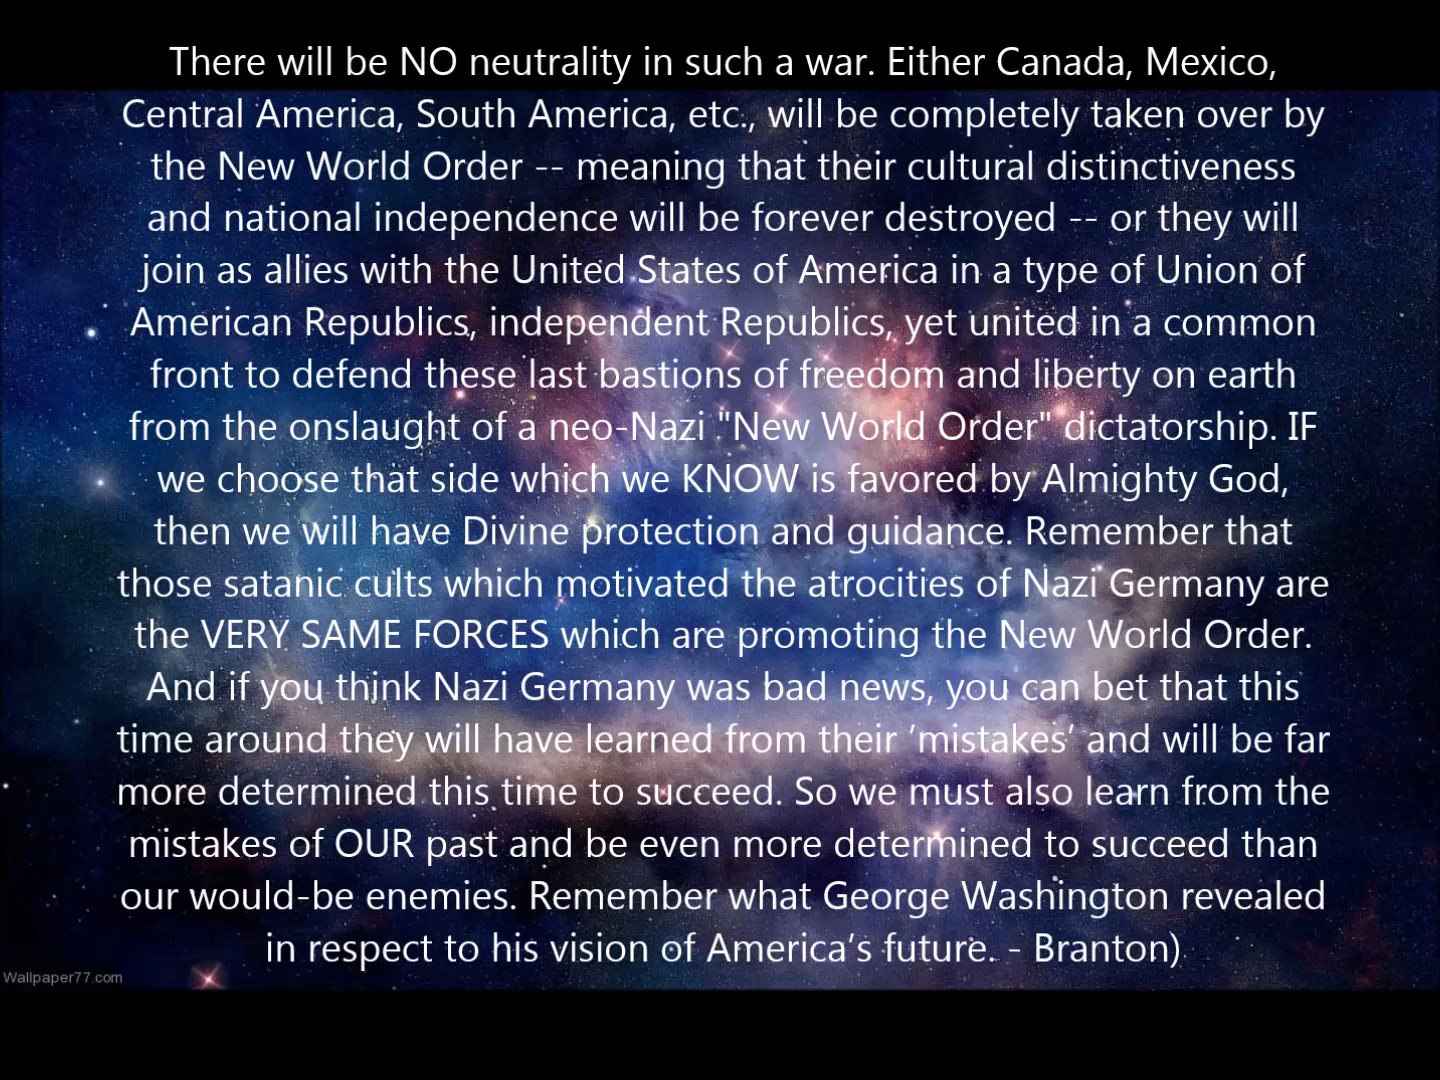 There will be NO neutrality in such a war. Either Canada, Mexico,
Central America, South America, etc., will be completely taken over by
the New World Order -- meaning that their cultural distinctiveness
and national independence will be forever destroyed -- or they will
join as allies with the United States of America in a type of Union of
American Republics, independent Republics, yet united in a common
front to defend these last bastions of freedom and liberty on earth
from the onslaught of a neo-Nazi "New World Order" dictatorship. IF
we choose that side which we KNOW is favored by Almighty God,
then we will have Divine protection and guidance. Remember that
those satanic cults which motivated the atrocities of Nazi Germany are
the VERY SAME FORCES which are promoting the New World Order.
And if you think Nazi Germany was bad news, you can bet that this
time around they will have learned from their ’mistakes’ and will be far
more determined this time to succeed. So we must also learn from the
mistakes of OUR past and be even more determined to succeed than
our would-be enemies. Remember what George Washington revealed
in respect to his vision of America’s future. - Branton)
Wallpaper77.com